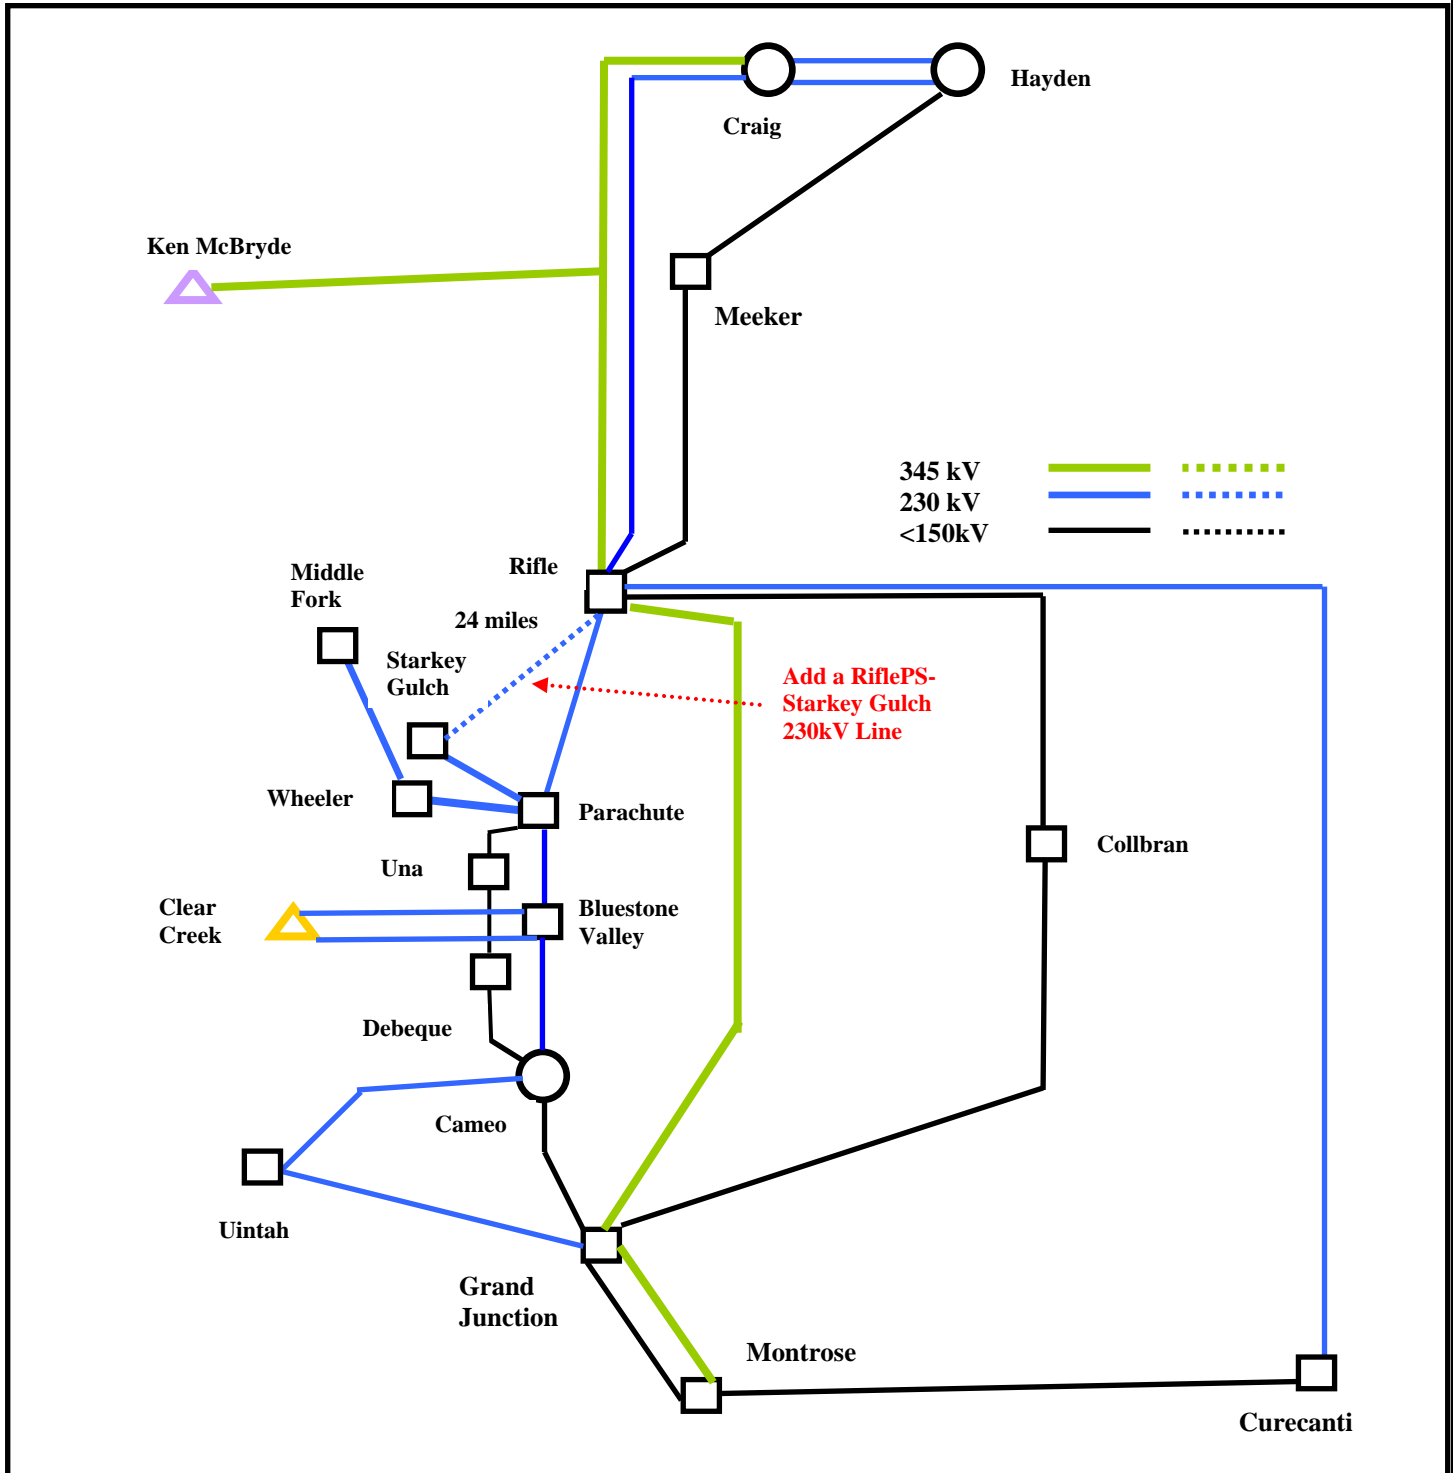 Hayden
Craig
Ken McBryde
Meeker
345 kV
230 kV
<150kV
Rifle
Middle
Fork
24 miles
Starkey
Gulch
Add a RiflePS-
Starkey Gulch
230kV Line
Wheeler
Parachute
Collbran
Una
Clear
Creek
Bluestone
Valley
Debeque
Cameo
Uintah
Grand
Junction
Montrose
Curecanti